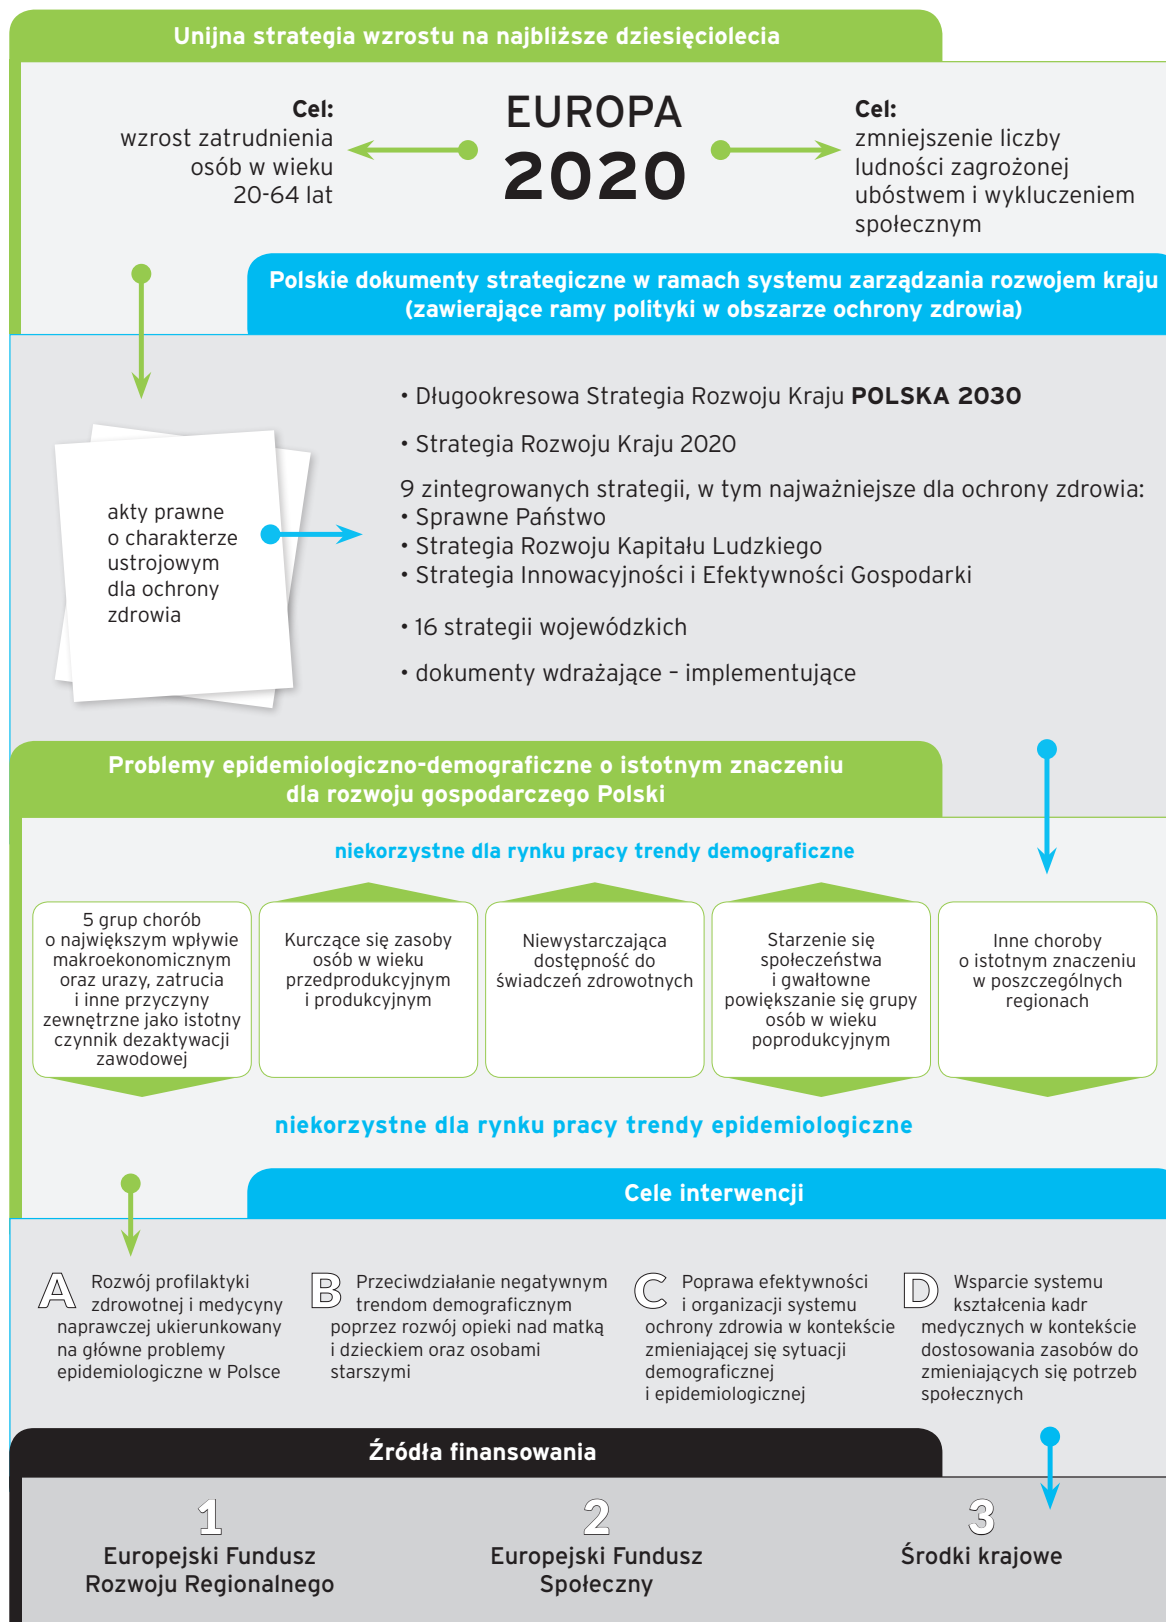 Unijna strategia wzrostu na najbliższe dziesięciolecia
Cel:
wzrost zatrudnienia
osób w wieku
20-64 lat
EUROPA
2020
Cel:
zmniejszenie liczby
ludności zagrożonej
ubóstwem i wykluczeniem
społecznym
Polskie dokumenty strategiczne w ramach systemu zarządzania rozwojem kraju
(zawierające ramy polityki w obszarze ochrony zdrowia)
akty prawne
o charakterze
ustrojowym
dla ochrony
zdrowia
• Długookresowa Strategia Rozwoju Kraju POLSKA 2030
• Strategia Rozwoju Kraju 2020
9 zintegrowanych strategii, w tym najważniejsze dla ochrony zdrowia:
• Sprawne Państwo
• Strategia Rozwoju Kapitału Ludzkiego
• Strategia Innowacyjności i Efektywności Gospodarki
• 16 strategii wojewódzkich
• dokumenty wdrażające – implementujące
Problemy epidemiologiczno-demograficzne o istotnym znaczeniu
dla rozwoju gospodarczego Polski
niekorzystne dla rynku pracy trendy demograficzne
5 grup chorób
o największym wpływie
makroekonomicznym
oraz urazy, zatrucia
i inne przyczyny
zewnętrzne jako istotny
czynnik dezaktywacji
zawodowej
Kurczące się zasoby
osób w wieku
przedprodukcyjnym
i produkcyjnym
Niewystarczająca
dostępność do
świadczeń zdrowotnych
Starzenie się
społeczeństwa
i gwałtowne
powiększanie się grupy
osób w wieku
poprodukcyjnym
Inne choroby
o istotnym znaczeniu
w poszczególnych
regionach
niekorzystne dla rynku pracy trendy epidemiologiczne
Cele interwencji
A Rozwój profilaktyki
zdrowotnej i medycyny
naprawczej ukierunkowany
na główne problemy
epidemiologiczne w Polsce
B Przeciwdziałanie negatywnym
trendom demograficznym
poprzez rozwój opieki nad matką
i dzieckiem oraz osobami
starszymi
C Poprawa efektywności
i organizacji systemu
ochrony zdrowia w kontekście
zmieniającej się sytuacji
demograficznej
i epidemiologicznej
D Wsparcie systemu
kształcenia kadr
medycznych w kontekście
dostosowania zasobów do
zmieniających się potrzeb
społecznych
Źródła finansowania
1
Europejski Fundusz
Rozwoju Regionalnego
2
Europejski Fundusz
Społeczny
3
Środki krajowe